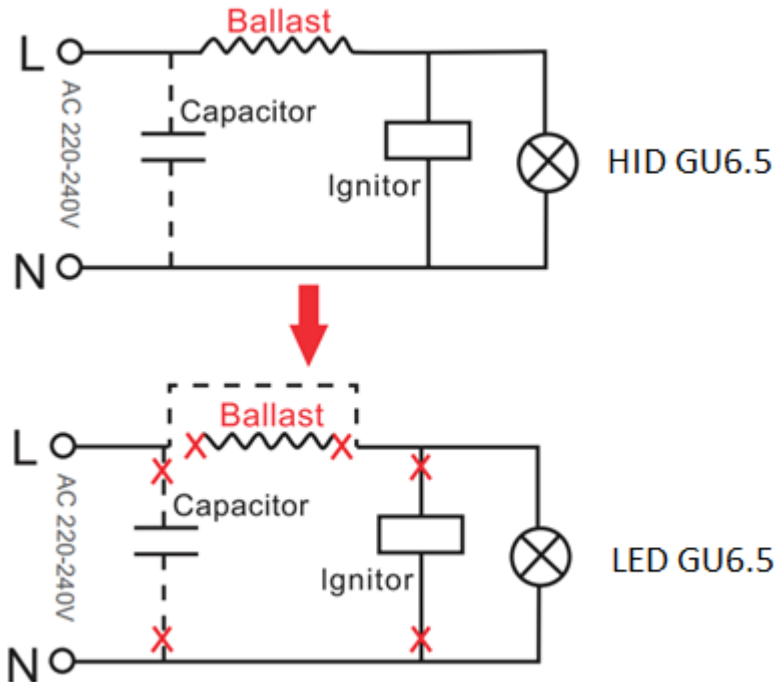 Ballast
L
AC 220-240V
Capacitor
Ignitor
HID GU6.5
N
Ballast
L
AC 220-240V
Capacitor
Ignitor
LED GU6.5
N